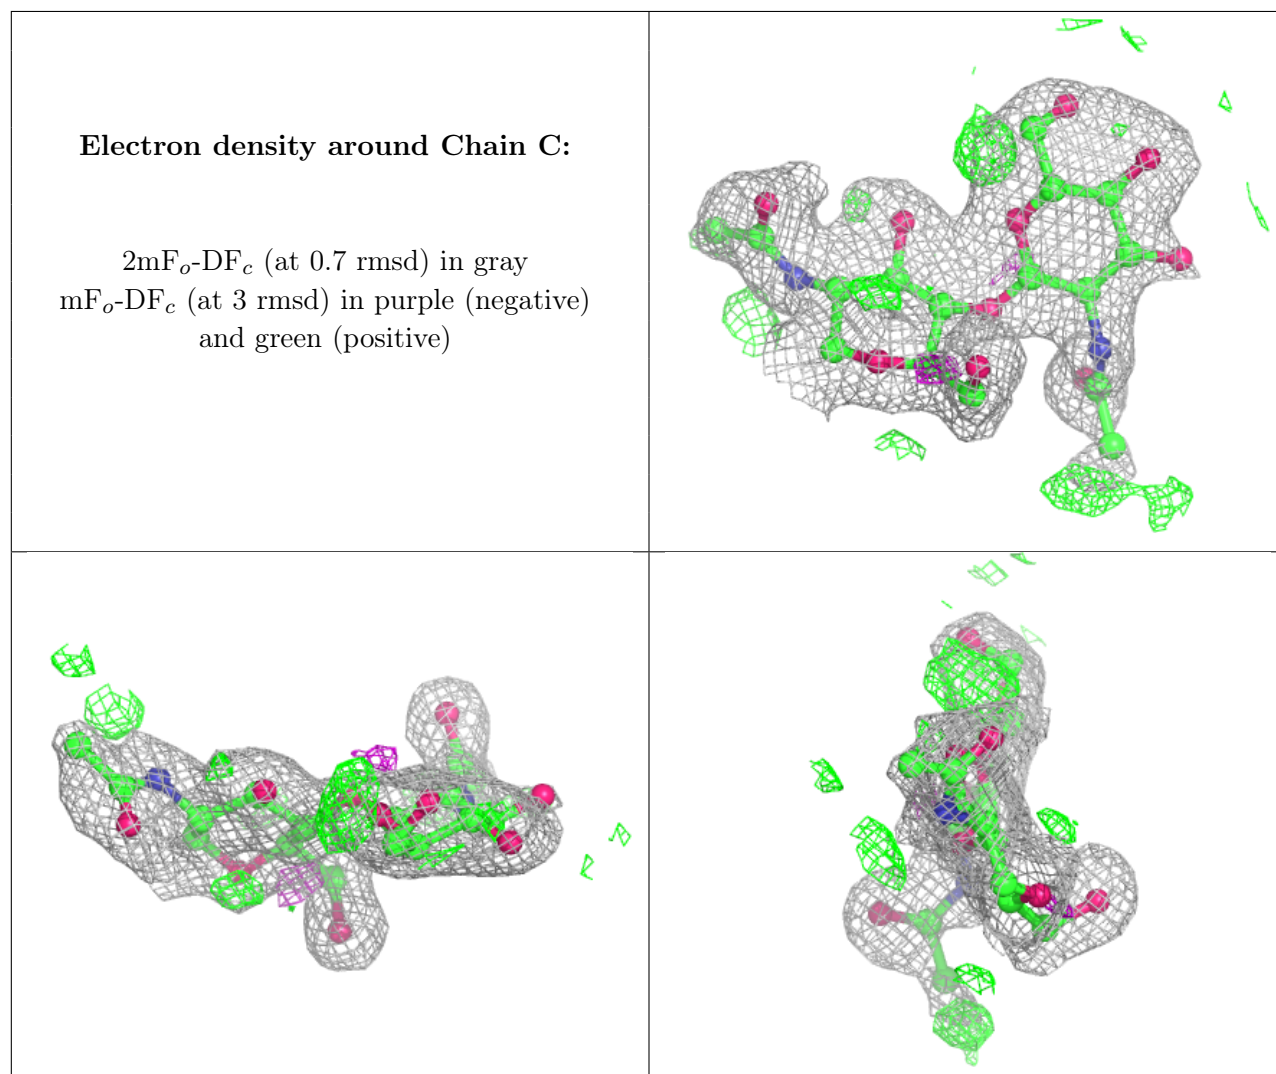 Electron density around Chain C:
2mFo-DFc (at 0.7 rmsd) in gray
mFo-DFc (at 3 rmsd) in purple (negative)
and green (positive)